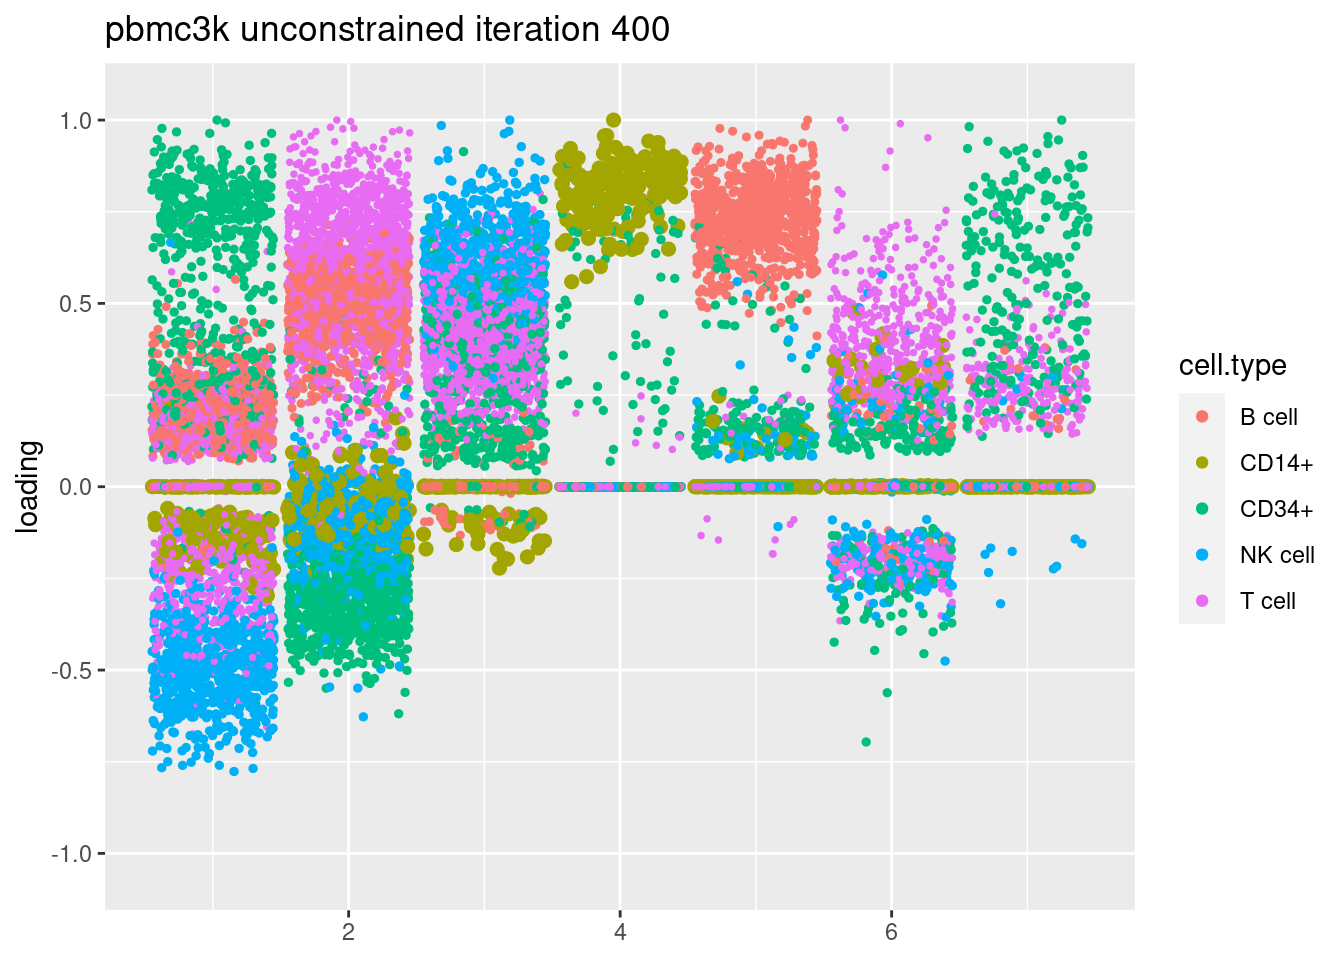 pbmc3k unconstrained iteration 400
loading
1.0
0.5
0.0
-0.5
-1.0
2
4
6
cell.type
B cell
CD14+
CD34+
NK cell
T cell